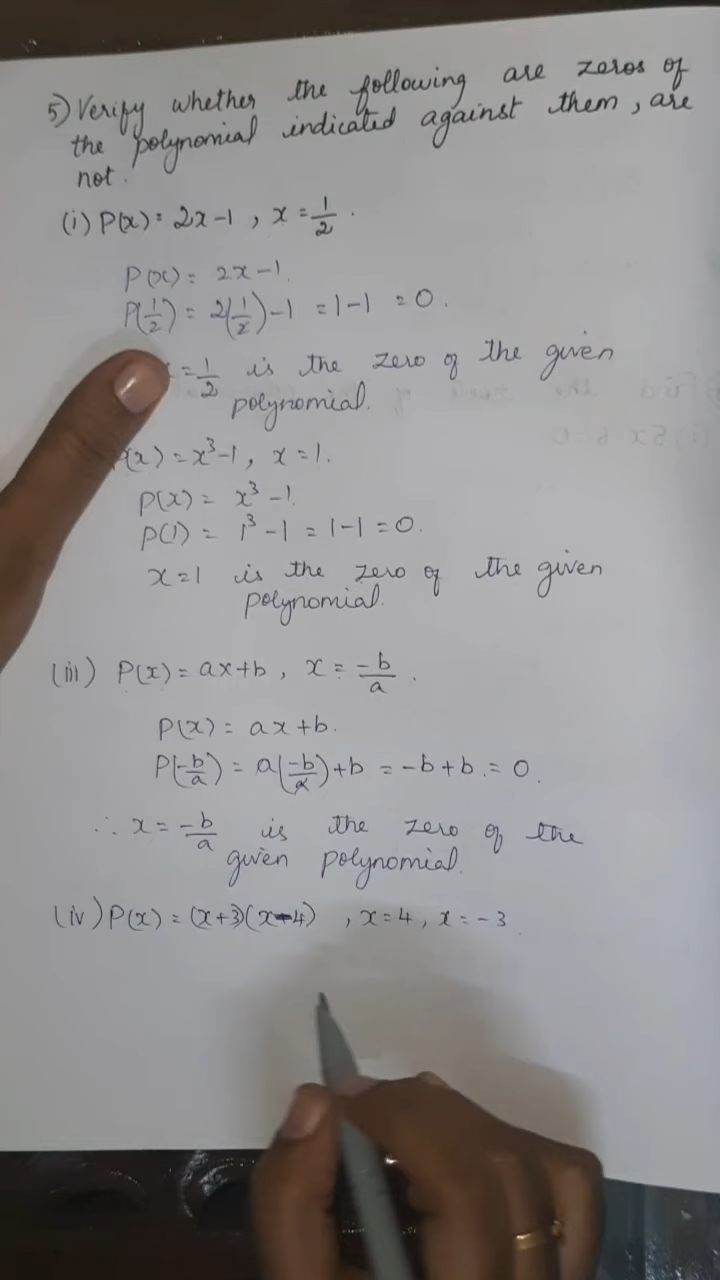 5) Verify whether the following are zeros of
the polynomial indicated against them, are
not.
(i) P(x) = 2x-1, x = 1/2.
P(x) = 2x-1.
P(1/2) = 2(1/2)-1 = 1-1 = 0.
= 1/2 is the zero of the given
polynomial.
(x) = x³-1, x=1.
P(x) = x³-1.
P(1) = 1³-1 = 1-1 = 0.
x=1 is the zero of the given
polynomial.
(iii) P(x) = ax+b, x = -b/a.
P(x) = ax+b.
P(-b/a) = a(-b/a)+b = -b+b = 0.
∴ x = -b/a is the zero of the
given polynomial.
(iv) P(x) = (x+3)(x-4), x=4, x=-3.